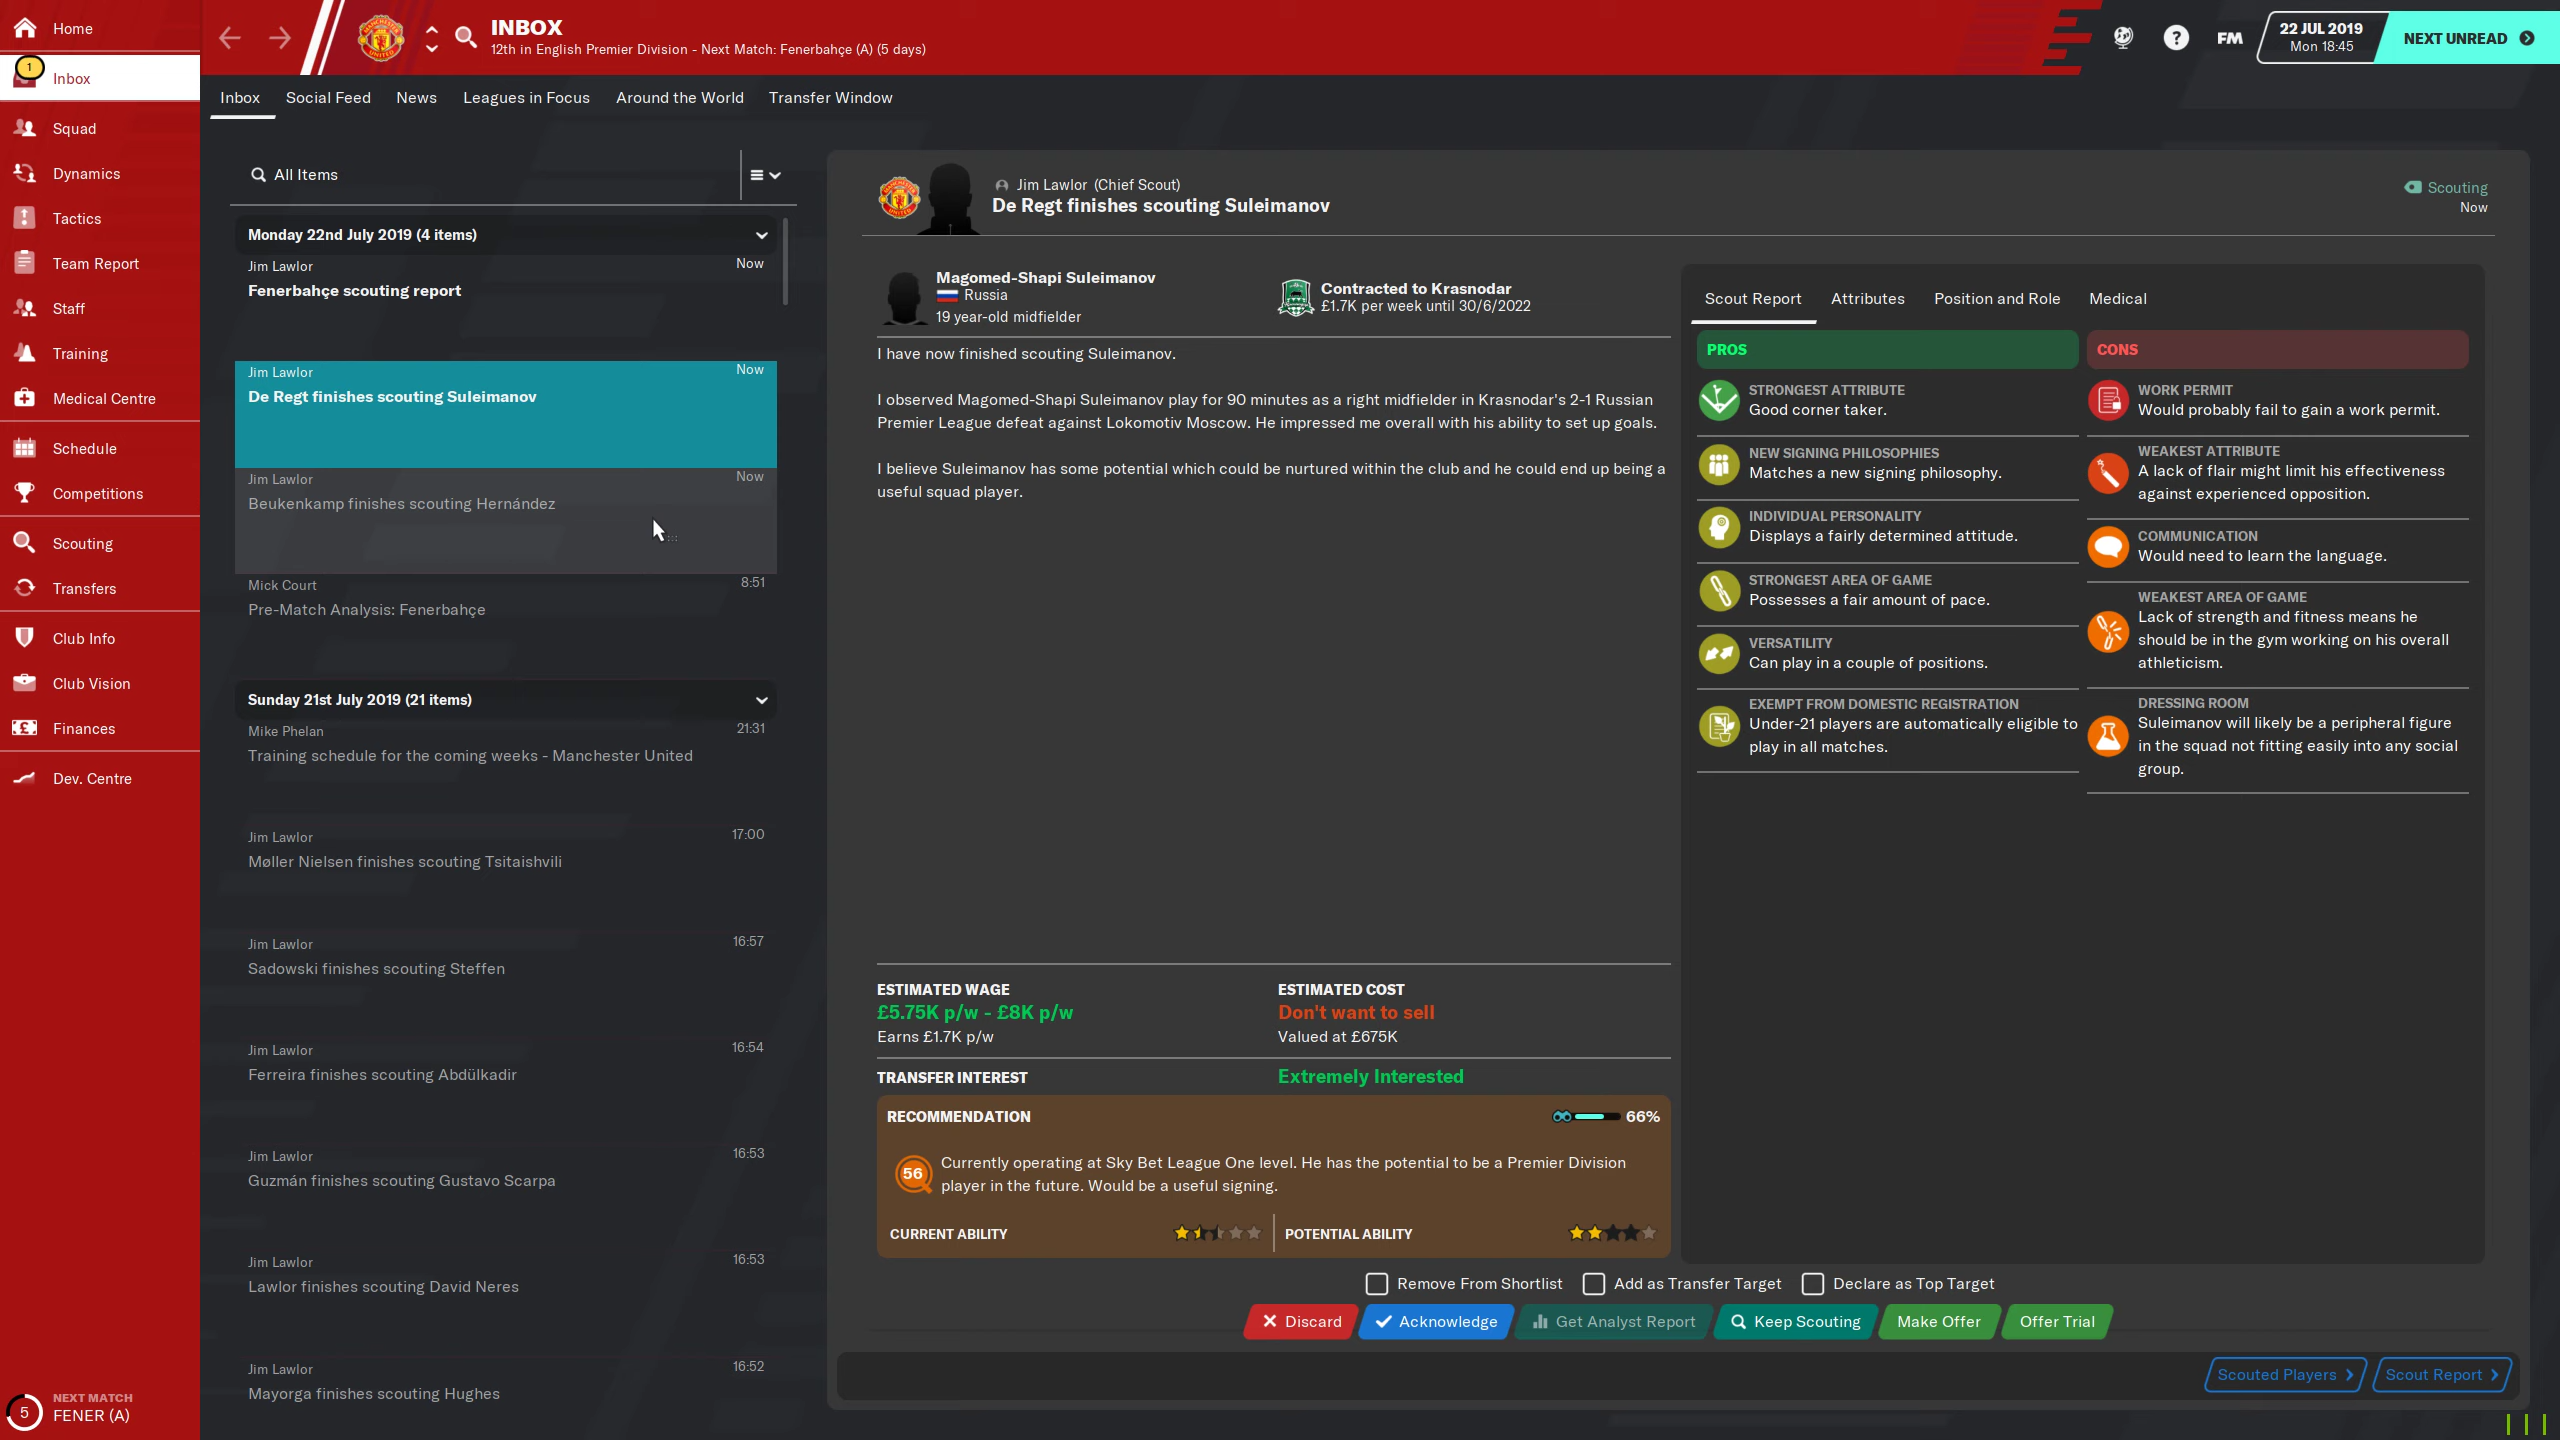 Home
1
Inbox
Squad
Dynamics
Tactics
Team Report
Staff
Training
Medical Centre
Schedule
Competitions
Scouting
Transfers
Club Info
Club Vision
Finances
Dev. Centre
5
NEXT MATCH
FENER (A)
INBOX
12th in English Premier Division - Next Match: Fenerbahçe (A) (5 days)
?
FM
22 JUL 2019
Mon 18:45
NEXT UNREAD
Inbox
Social Feed
News
Leagues in Focus
Around the World
Transfer Window
All Items
Monday 22nd July 2019 (4 items)
Jim Lawlor
Now
Fenerbahçe scouting report
Jim Lawlor
Now
De Regt finishes scouting Suleimanov
Jim Lawlor
Now
Beukenkamp finishes scouting Hernández
Mick Court
8:51
Pre-Match Analysis: Fenerbahçe
Sunday 21st July 2019 (21 items)
Mike Phelan
21:31
Training schedule for the coming weeks - Manchester United
Jim Lawlor
17:00
Møller Nielsen finishes scouting Tsitaishvili
Jim Lawlor
16:57
Sadowski finishes scouting Steffen
Jim Lawlor
16:54
Ferreira finishes scouting Abdülkadir
Jim Lawlor
16:53
Guzmán finishes scouting Gustavo Scarpa
Jim Lawlor
16:53
Lawlor finishes scouting David Neres
Jim Lawlor
16:52
Mayorga finishes scouting Hughes
Jim Lawlor (Chief Scout)
De Regt finishes scouting Suleimanov
Scouting
Now
Magomed-Shapi Suleimanov
Russia
19 year-old midfielder
Contracted to Krasnodar
£1.7K per week until 30/6/2022
I have now finished scouting Suleimanov.
I observed Magomed-Shapi Suleimanov play for 90 minutes as a right midfielder in Krasnodar's 2-1 Russian
Premier League defeat against Lokomotiv Moscow. He impressed me overall with his ability to set up goals.
I believe Suleimanov has some potential which could be nurtured within the club and he could end up being a
useful squad player.
ESTIMATED WAGE
£5.75K p/w - £8K p/w
Earns £1.7K p/w
ESTIMATED COST
Don't want to sell
Valued at £675K
TRANSFER INTEREST
Extremely Interested
RECOMMENDATION
66%
56
Currently operating at Sky Bet League One level. He has the potential to be a Premier Division
player in the future. Would be a useful signing.
CURRENT ABILITY
POTENTIAL ABILITY
Scout Report
Attributes
Position and Role
Medical
PROS
STRONGEST ATTRIBUTE
Good corner taker.
NEW SIGNING PHILOSOPHIES
Matches a new signing philosophy.
INDIVIDUAL PERSONALITY
Displays a fairly determined attitude.
STRONGEST AREA OF GAME
Possesses a fair amount of pace.
VERSATILITY
Can play in a couple of positions.
EXEMPT FROM DOMESTIC REGISTRATION
Under-21 players are automatically eligible to
play in all matches.
CONS
WORK PERMIT
Would probably fail to gain a work permit.
WEAKEST ATTRIBUTE
A lack of flair might limit his effectiveness
against experienced opposition.
COMMUNICATION
Would need to learn the language.
WEAKEST AREA OF GAME
Lack of strength and fitness means he
should be in the gym working on his overall
athleticism.
DRESSING ROOM
Suleimanov will likely be a peripheral figure
in the squad not fitting easily into any social
group.
Remove From Shortlist
Add as Transfer Target
Declare as Top Target
Discard
Acknowledge
Get Analyst Report
Keep Scouting
Make Offer
Offer Trial
Scouted Players
Scout Report